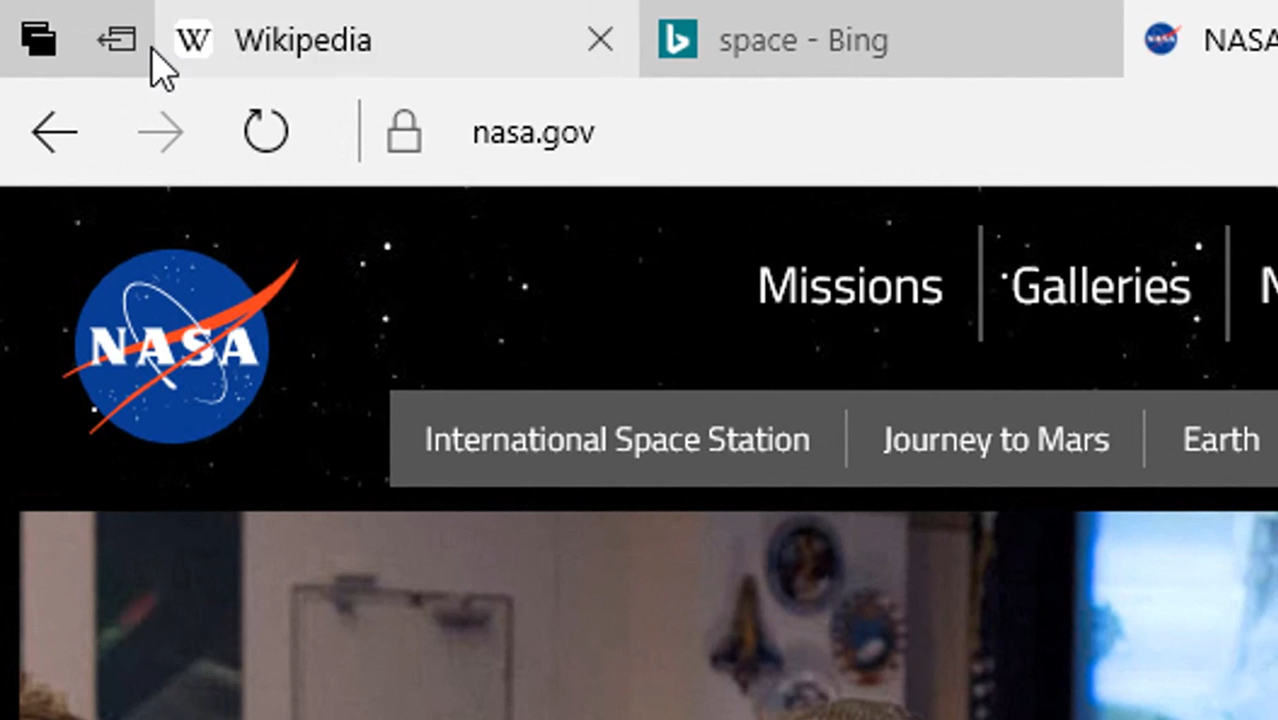 W Wikipedia
b space - Bing
NASA
nasa.gov
NASA
Missions
Galleries
N
International Space Station
Journey to Mars
Earth